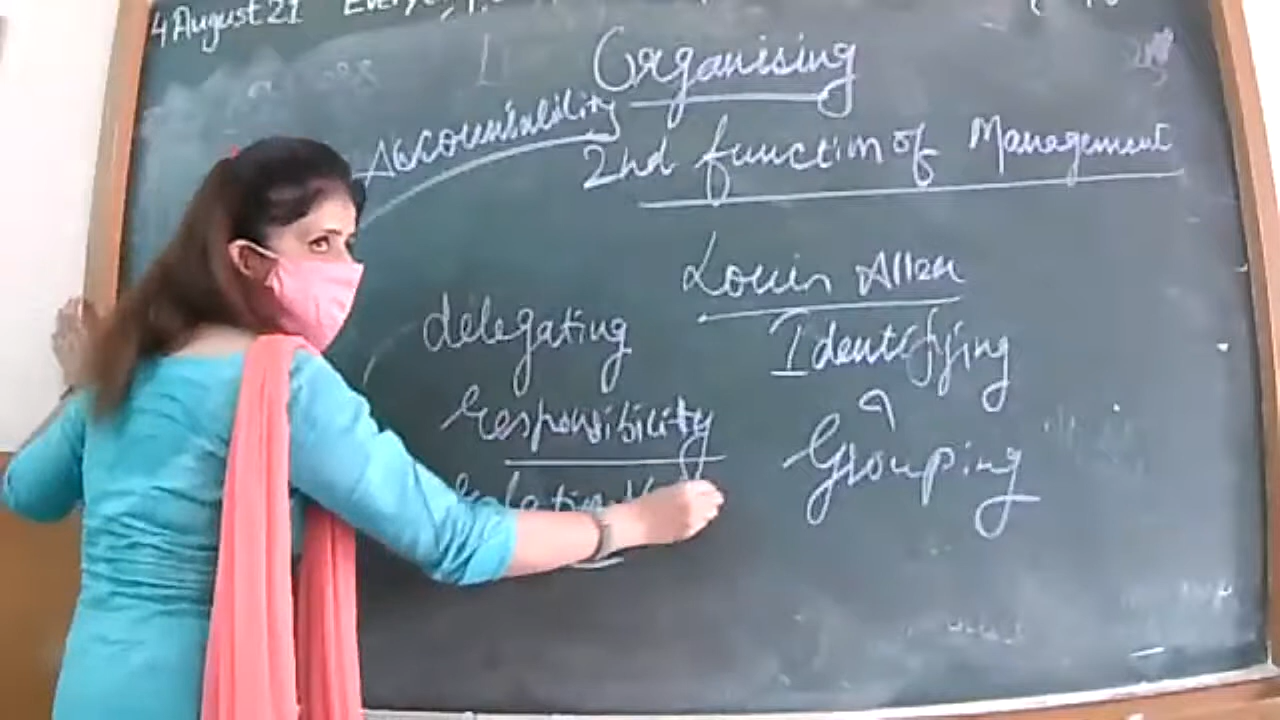 4 August 21
Organising
Accountability
2nd function of Management
Louis Allen
delegating
Identifying
responsibility
&
Grouping